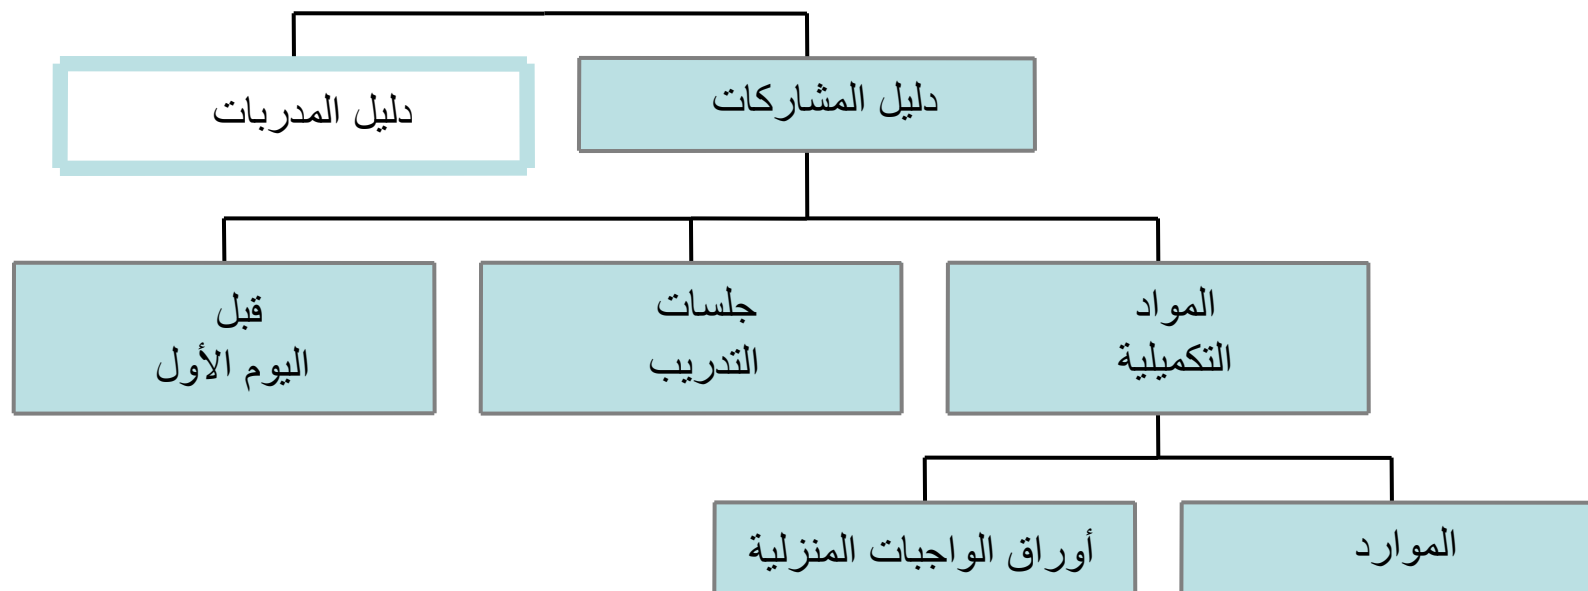 دليل المشاركات
دليل المدربات
المواد
التكميلية
جلسات
التدريب
قبل
اليوم الأول
الموارد
أوراق الواجبات المنزلية